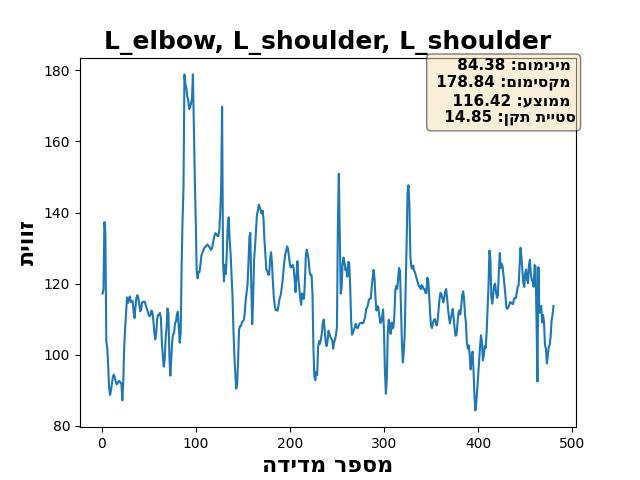 L_elbow, L_shoulder, L_shoulder
מינימום: 84.38
מקסימום: 178.84
ממוצע: 116.42
סטיית תקן: 14.85
זווית
180
160
140
120
100
80
0 100 200 300 400 500
מספר מדידה